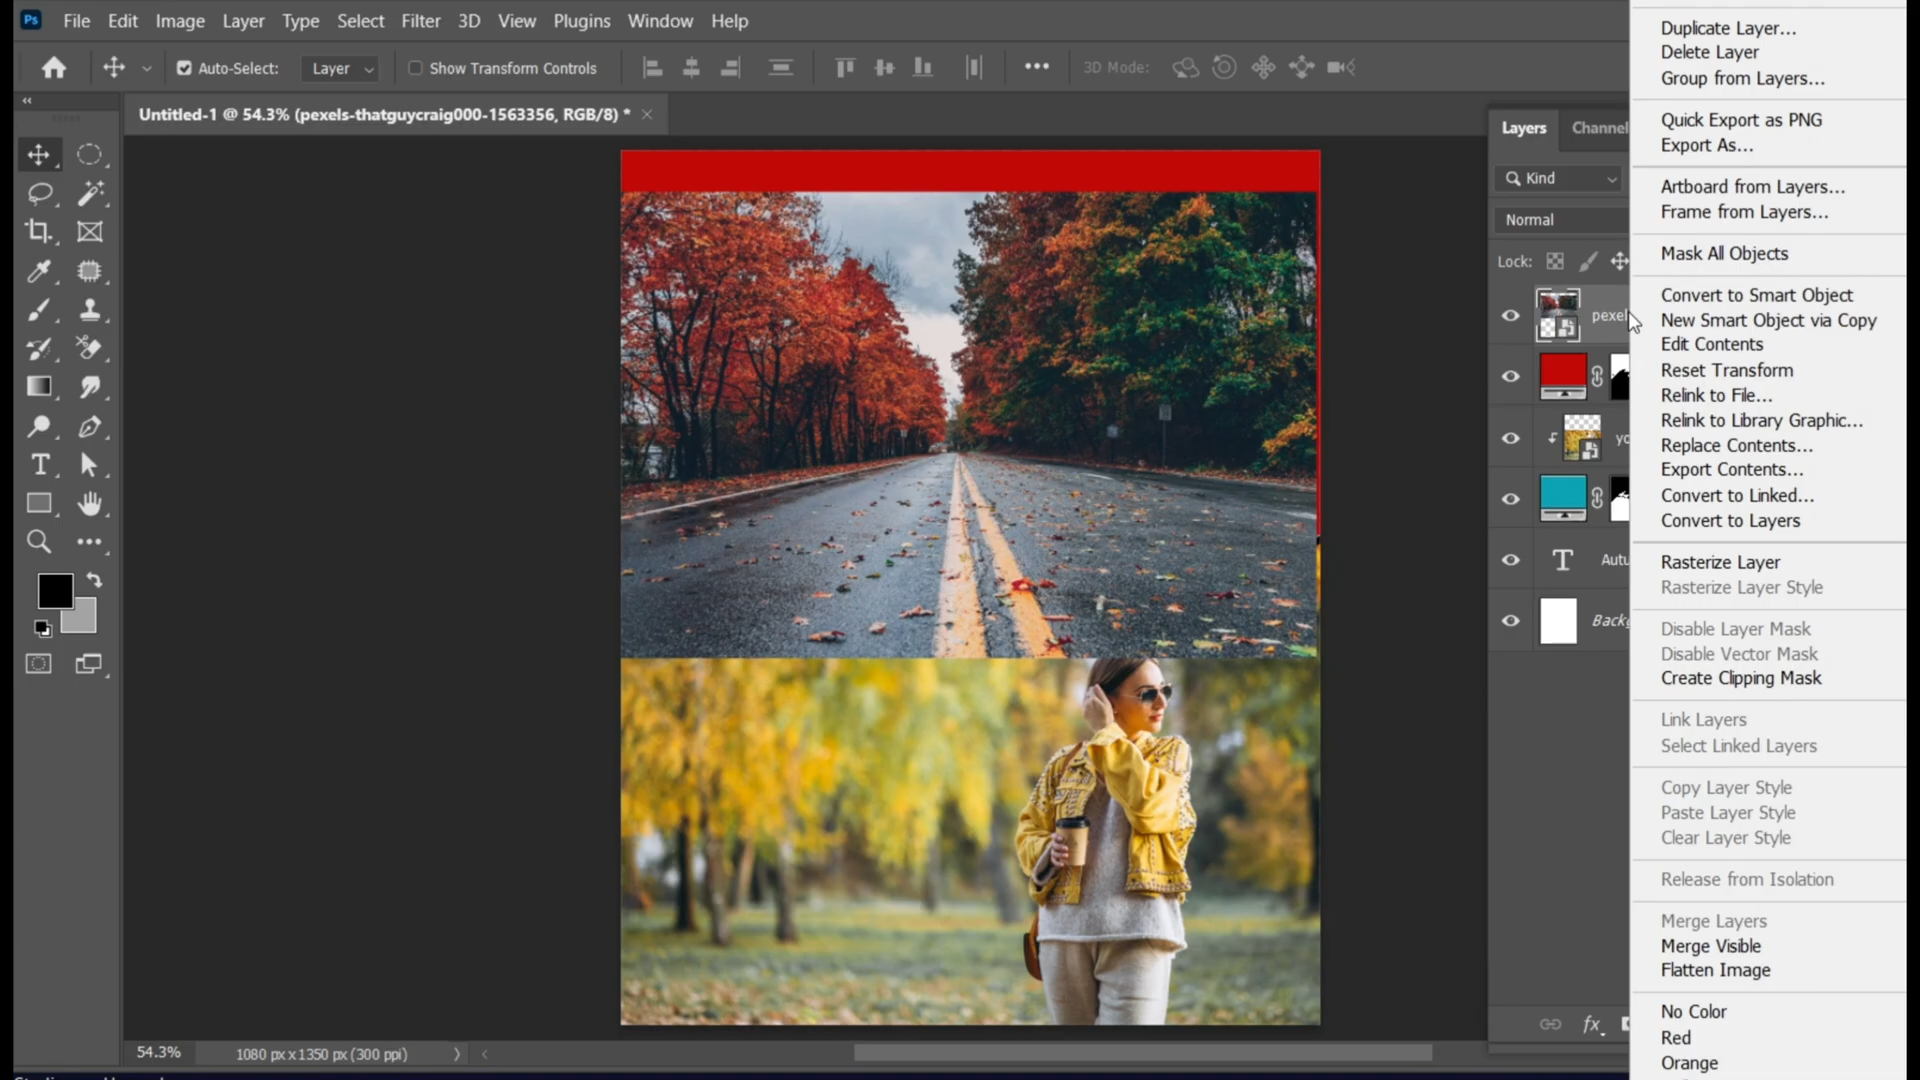 Ps File Edit Image Layer Type Select Filter 3D View Plugins Window Help
Auto-Select: Layer Show Transform Controls 3D Mode:
Untitled-1 @ 54.3% (pexels-thatguycraig000-1563356, RGB/8) *
Layers Channel
Kind
Normal
Lock:
pexel
yo
T Autu
Backg
fx
T
54.3% 1080 px x 1350 px (300 ppi)
Duplicate Layer...
Delete Layer
Group from Layers...
Quick Export as PNG
Export As...
Artboard from Layers...
Frame from Layers...
Mask All Objects
Convert to Smart Object
New Smart Object via Copy
Edit Contents
Reset Transform
Relink to File...
Relink to Library Graphic...
Replace Contents...
Export Contents...
Convert to Linked...
Convert to Layers
Rasterize Layer
Rasterize Layer Style
Disable Layer Mask
Disable Vector Mask
Create Clipping Mask
Link Layers
Select Linked Layers
Copy Layer Style
Paste Layer Style
Clear Layer Style
Release from Isolation
Merge Layers
Merge Visible
Flatten Image
No Color
Red
Orange